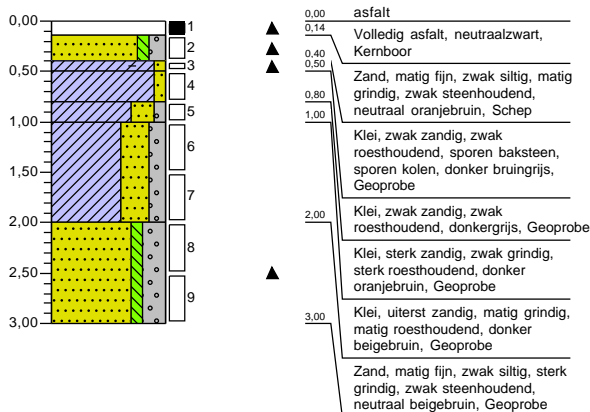 0,00
0,50
1,00
1,50
2,00
2,50
3,00
1
2
3
4
5
6
7
8
9
0,00
asfalt
0,14
Volledig asfalt, neutraalzwart,
Kernboor
0,40
0,50
Zand, matig fijn, zwak siltig, matig
grindig, zwak steenhoudend,
neutraal oranjebruin, Schep
0,80
1,00
Klei, zwak zandig, zwak
roesthoudend, sporen baksteen,
sporen kolen, donker bruingrijs,
Geoprobe
2,00
Klei, zwak zandig, zwak
roesthoudend, donkergrijs, Geoprobe
Klei, sterk zandig, zwak grindig,
sterk roesthoudend, donker
oranjebruin, Geoprobe
3,00
Klei, uiterst zandig, matig grindig,
matig roesthoudend, donker
beigebruin, Geoprobe
Zand, matig fijn, zwak siltig, sterk
grindig, zwak steenhoudend,
neutraal beigebruin, Geoprobe